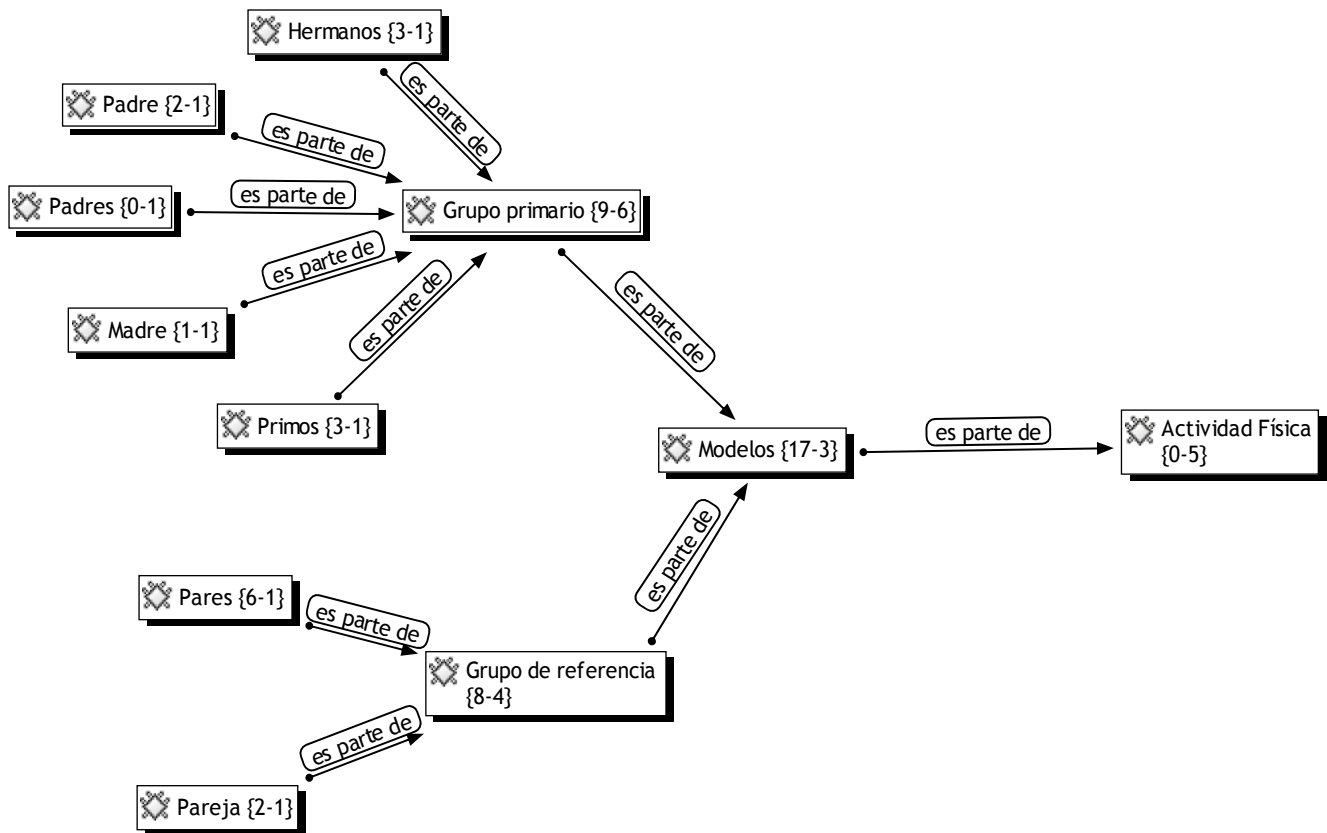 Hermanos {3-1}
es parte de
Padre {2-1}
es parte de
Padres {0-1}
es parte de
Grupo primario {9-6}
es parte de
Madre {1-1}
es parte de
Primos {3-1}
es parte de
Modelos {17-3}
es parte de
Actividad Física
{0-5}
es parte de
Pares {6-1}
es parte de
Grupo de referencia
{8-4}
es parte de
Pareja {2-1}